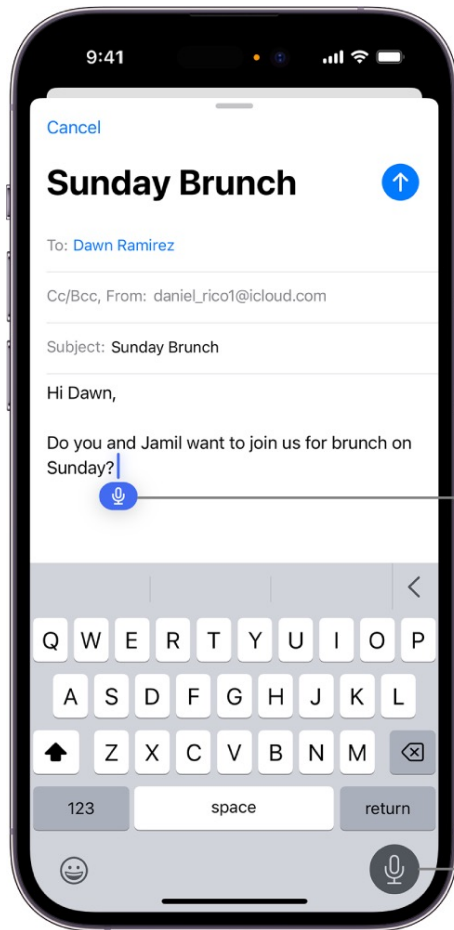 9:41
Cancel
Sunday Brunch
To: Dawn Ramirez
Cc/Bcc, From: daniel_rico1@icloud.com
Subject: Sunday Brunch
Hi Dawn,
Do you and Jamil want to join us for brunch on
Sunday?
Q W E R T Y U I O P
A S D F G H J K L
Z X C V B N M
123 space return